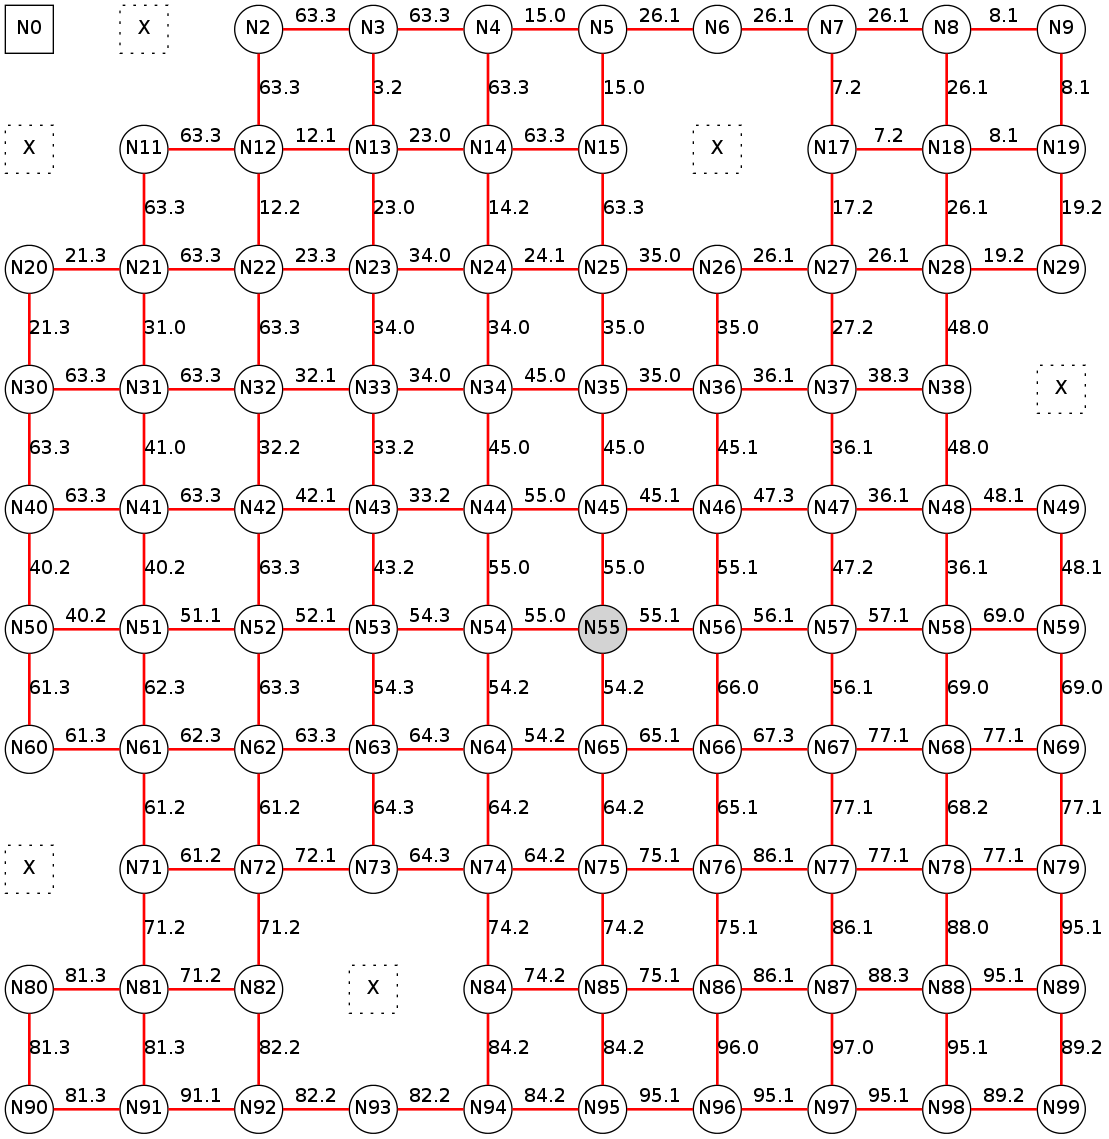 N0 X N2 63.3 N3 63.3 N4 15.0 N5 26.1 N6 26.1 N7 26.1 N8 8.1 N9
63.3 3.2 63.3 15.0 7.2 26.1 8.1
X N11 63.3 N12 12.1 N13 23.0 N14 63.3 N15 X N17 7.2 N18 8.1 N19
63.3 12.2 23.0 14.2 63.3 17.2 26.1 19.2
N20 21.3 N21 63.3 N22 23.3 N23 34.0 N24 24.1 N25 35.0 N26 26.1 N27 26.1 N28 19.2 N29
21.3 31.0 63.3 34.0 34.0 35.0 35.0 27.2 48.0
N30 63.3 N31 63.3 N32 32.1 N33 34.0 N34 45.0 N35 35.0 N36 36.1 N37 38.3 N38 X
63.3 41.0 32.2 33.2 45.0 45.0 45.1 36.1 48.0
N40 63.3 N41 63.3 N42 42.1 N43 33.2 N44 55.0 N45 45.1 N46 47.3 N47 36.1 N48 48.1 N49
40.2 40.2 63.3 43.2 55.0 55.0 55.1 47.2 36.1 48.1
N50 40.2 N51 51.1 N52 52.1 N53 54.3 N54 55.0 N55 55.1 N56 56.1 N57 57.1 N58 69.0 N59
61.3 62.3 63.3 54.3 54.2 54.2 66.0 56.1 69.0 69.0
N60 61.3 N61 62.3 N62 63.3 N63 64.3 N64 54.2 N65 65.1 N66 67.3 N67 77.1 N68 77.1 N69
61.2 61.2 64.3 64.2 64.2 65.1 77.1 68.2 77.1
X N71 61.2 N72 72.1 N73 64.3 N74 64.2 N75 75.1 N76 86.1 N77 77.1 N78 77.1 N79
71.2 71.2 74.2 74.2 75.1 86.1 88.0 95.1
N80 81.3 N81 71.2 N82 X N84 74.2 N85 75.1 N86 86.1 N87 88.3 N88 95.1 N89
81.3 81.3 82.2 84.2 84.2 96.0 97.0 95.1 89.2
N90 81.3 N91 91.1 N92 82.2 N93 82.2 N94 84.2 N95 95.1 N96 95.1 N97 95.1 N98 89.2 N99